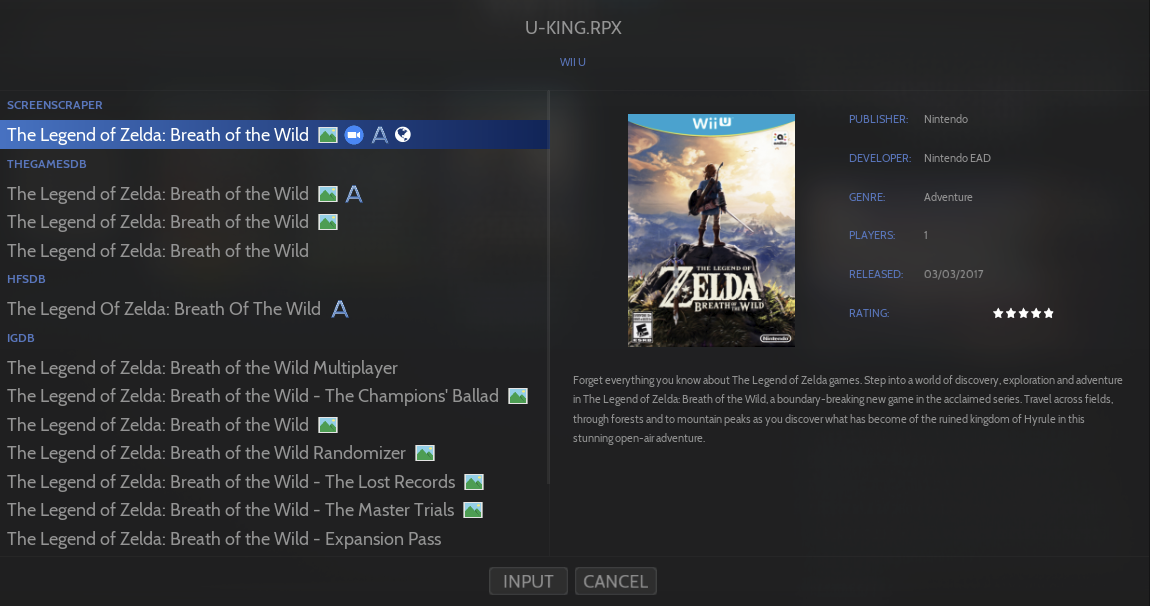 U-KING.RPX
WII U
SCREENSCRAPER
The Legend of Zelda: Breath of the Wild
THEGAMESDB
The Legend of Zelda: Breath of the Wild
The Legend of Zelda: Breath of the Wild
The Legend of Zelda: Breath of the Wild
HFSDB
The Legend Of Zelda: Breath Of The Wild
IGDB
The Legend of Zelda: Breath of the Wild Multiplayer
The Legend of Zelda: Breath of the Wild - The Champions' Ballad
The Legend of Zelda: Breath of the Wild
The Legend of Zelda: Breath of the Wild Randomizer
The Legend of Zelda: Breath of the Wild - The Lost Records
The Legend of Zelda: Breath of the Wild - The Master Trials
The Legend of Zelda: Breath of the Wild - Expansion Pass
Wii U
THE LEGEND OF
ZELDA
BREATH OF THE WILD
ESRB
Nintendo
PUBLISHER: Nintendo
DEVELOPER: Nintendo EAD
GENRE: Adventure
PLAYERS: 1
RELEASED: 03/03/2017
RATING:
Forget everything you know about The Legend of Zelda games. Step into a world of discovery, exploration and adventure
in The Legend of Zelda: Breath of the Wild, a boundary-breaking new game in the acclaimed series. Travel across fields,
through forests and to mountain peaks as you discover what has become of the ruined kingdom of Hyrule in this
stunning open-air adventure.
INPUT
CANCEL